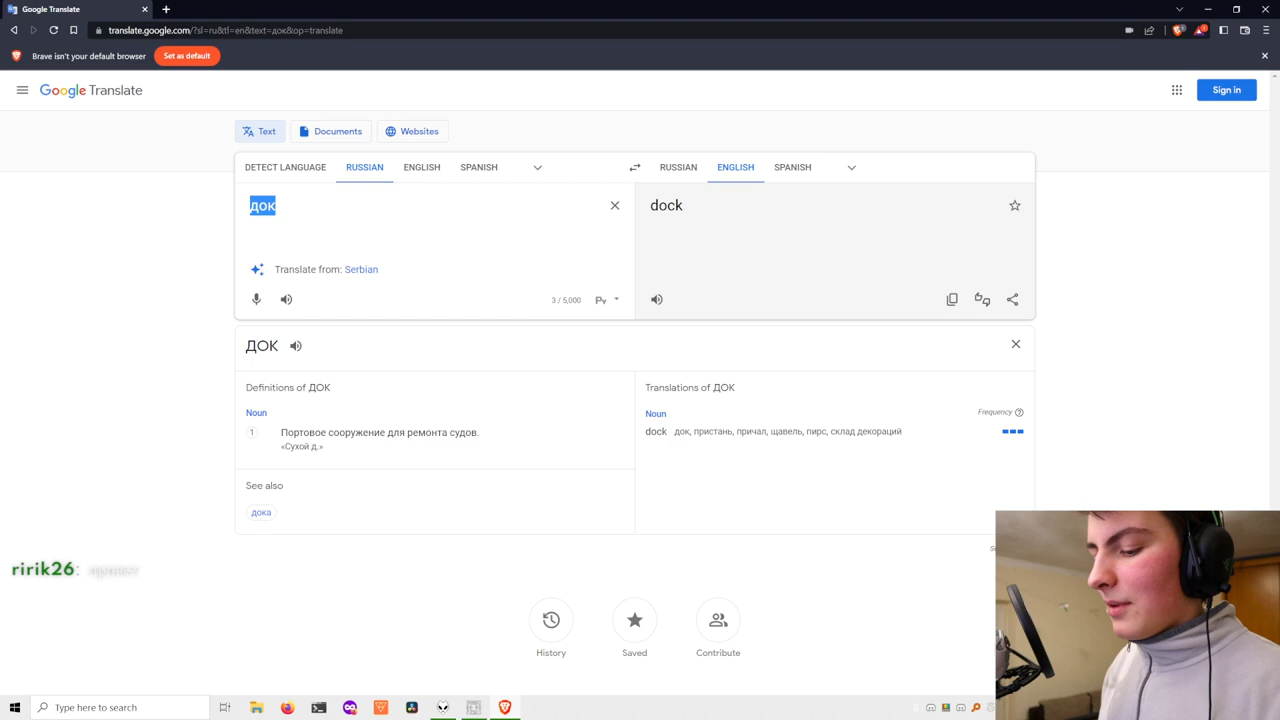 Google Translate
translate.google.com/?sl=ru&tl=en&text=док&op=translate
Brave isn't your default browser
Set as default
Google Translate
Sign in
Text
Documents
Websites
DETECT LANGUAGE
RUSSIAN
ENGLISH
SPANISH
RUSSIAN
ENGLISH
SPANISH
док
dock
Translate from: Serbian
3 / 5,000
ДОК
Definitions of ДОК
Noun
1
Портовое сооружение для ремонта судов.
«Сухой д.»
See also
дока
Translations of ДОК
Noun
Frequency
dock
док, пристань, причал, щавель, пирс, склад декораций
ririk26:
History
Saved
Contribute
Type here to search